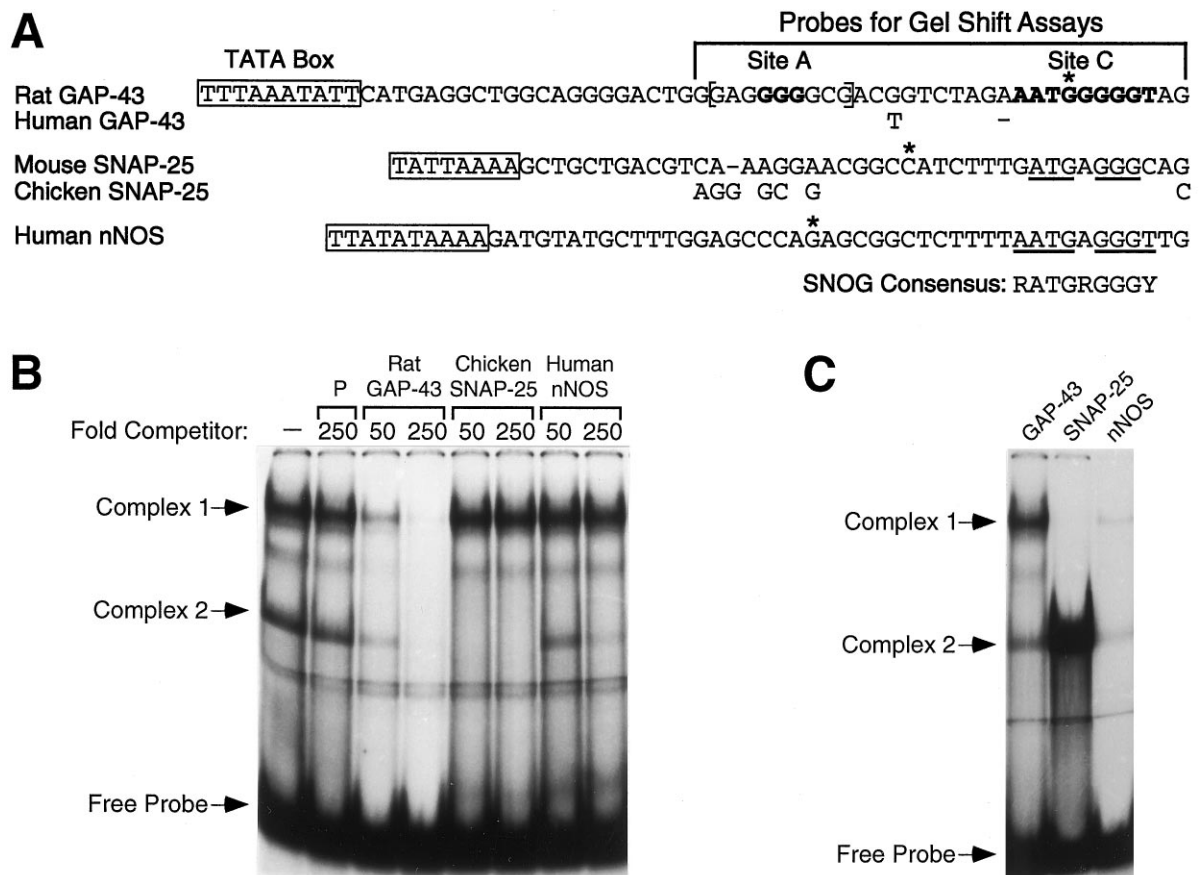 A
Probes for Gel Shift Assays
TATA Box Site A Site C
*
Rat GAP-43 TTTAAATATTCATGAGGCTGGCAGGGGACTGG[GAGGGGGCG]ACGGTCTAGAAATGGGGGTAG
Human GAP-43 T –
*
Mouse SNAP-25 TATTAAAAGCTGCTGACGTCA-AAGGAACGGCCATCTTTGATGAGGGCAG
Chicken SNAP-25 AGG GC G C
*
Human nNOS TTATATAAAAGATGTATGCTTTGGAGCCCAGAGCGGCTCTTTTAATGAGGGTTG
SNOG Consensus: RATGRGGGY
B
P Rat GAP-43 Chicken SNAP-25 Human nNOS
Fold Competitor: — 250 50 250 50 250 50 250
Complex 1
Complex 2
Free Probe
C
GAP-43 SNAP-25 nNOS
Complex 1
Complex 2
Free Probe